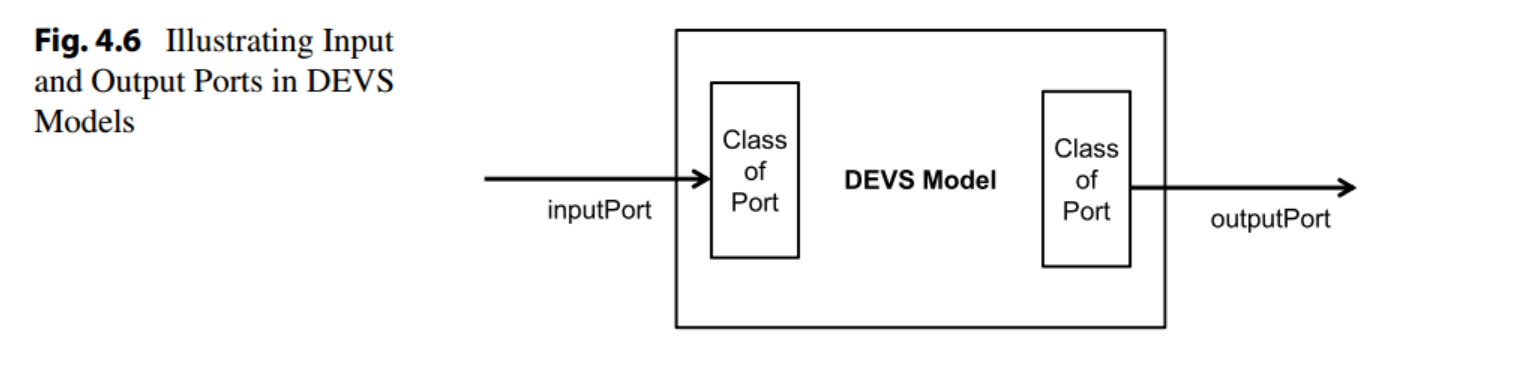 Fig. 4.6 Illustrating Input
and Output Ports in DEVS
Models
Class
of
Port
DEVS Model
Class
of
Port
inputPort
outputPort